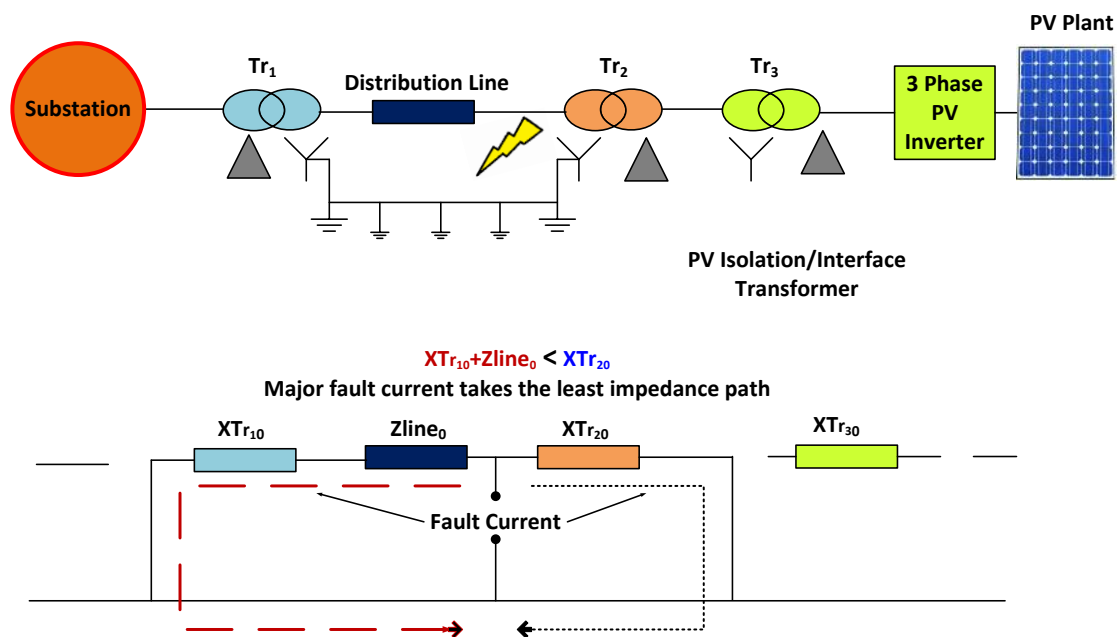 PV Plant
Tr₁
Distribution Line
Tr₂
Tr₃
Substation
3 Phase
PV
Inverter
PV Isolation/Interface
Transformer
XTr₁₀+Zline₀ < XTr₂₀
Major fault current takes the least impedance path
XTr₁₀
Zline₀
XTr₂₀
XTr₃₀
Fault Current